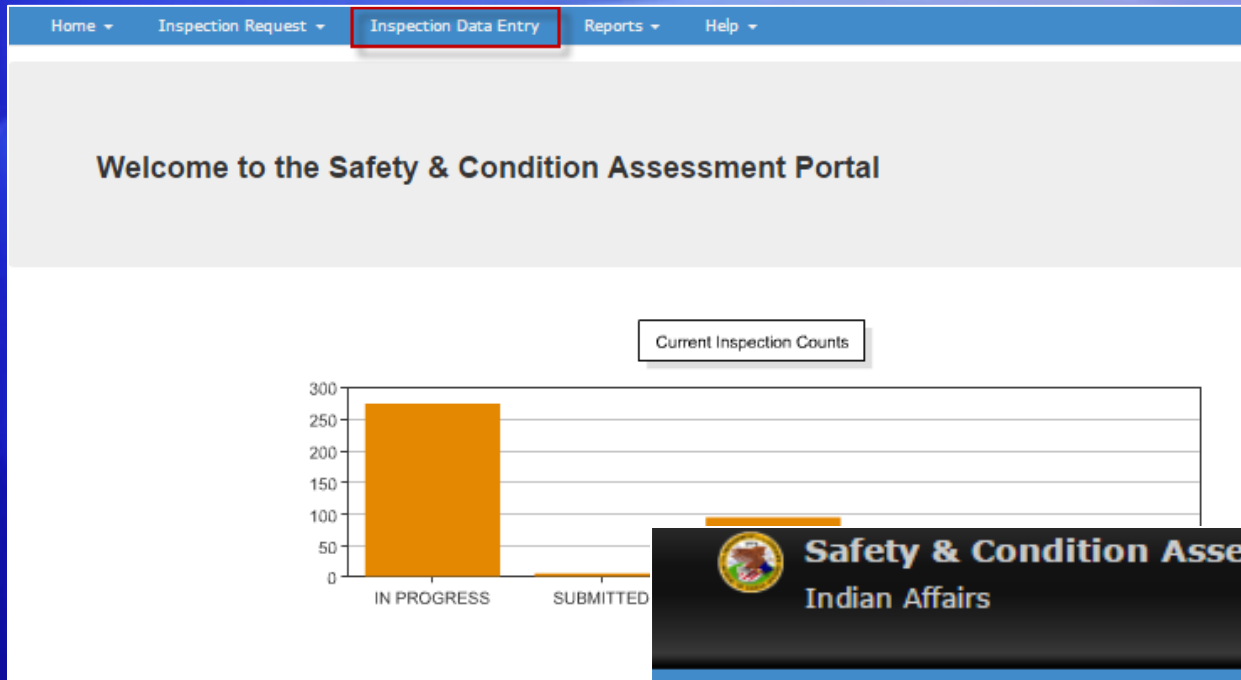 Home Inspection Request Inspection Data Entry Reports Help
Welcome to the Safety & Condition Assessment Portal
Current Inspection Counts
300
250
200
150
100
50
0
IN PROGRESS SUBMITTED
Safety & Condition Asse
Indian Affairs